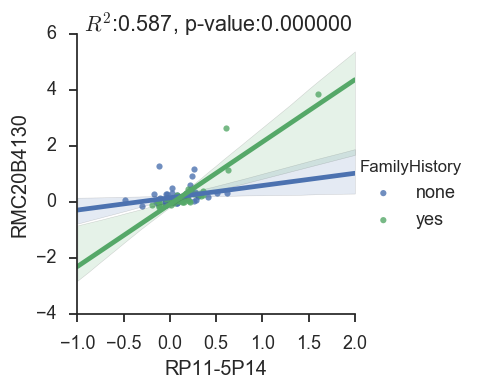 R²:0.587, p-value:0.000000
6
4
2
0
−2
−4
RMC20B4130
−1.0 −0.5 0.0 0.5 1.0 1.5 2.0
RP11-5P14
FamilyHistory
none
yes